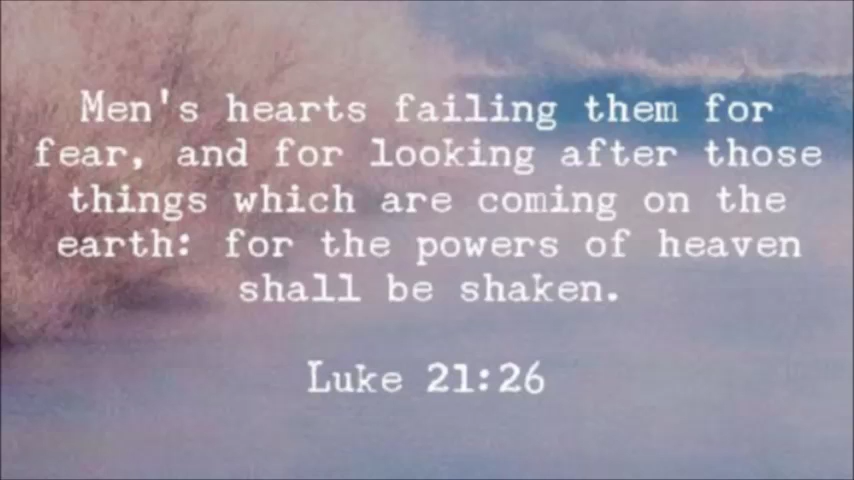 Men's hearts failing them for
fear, and for looking after those
things which are coming on the
earth: for the powers of heaven
shall be shaken.
Luke 21:26